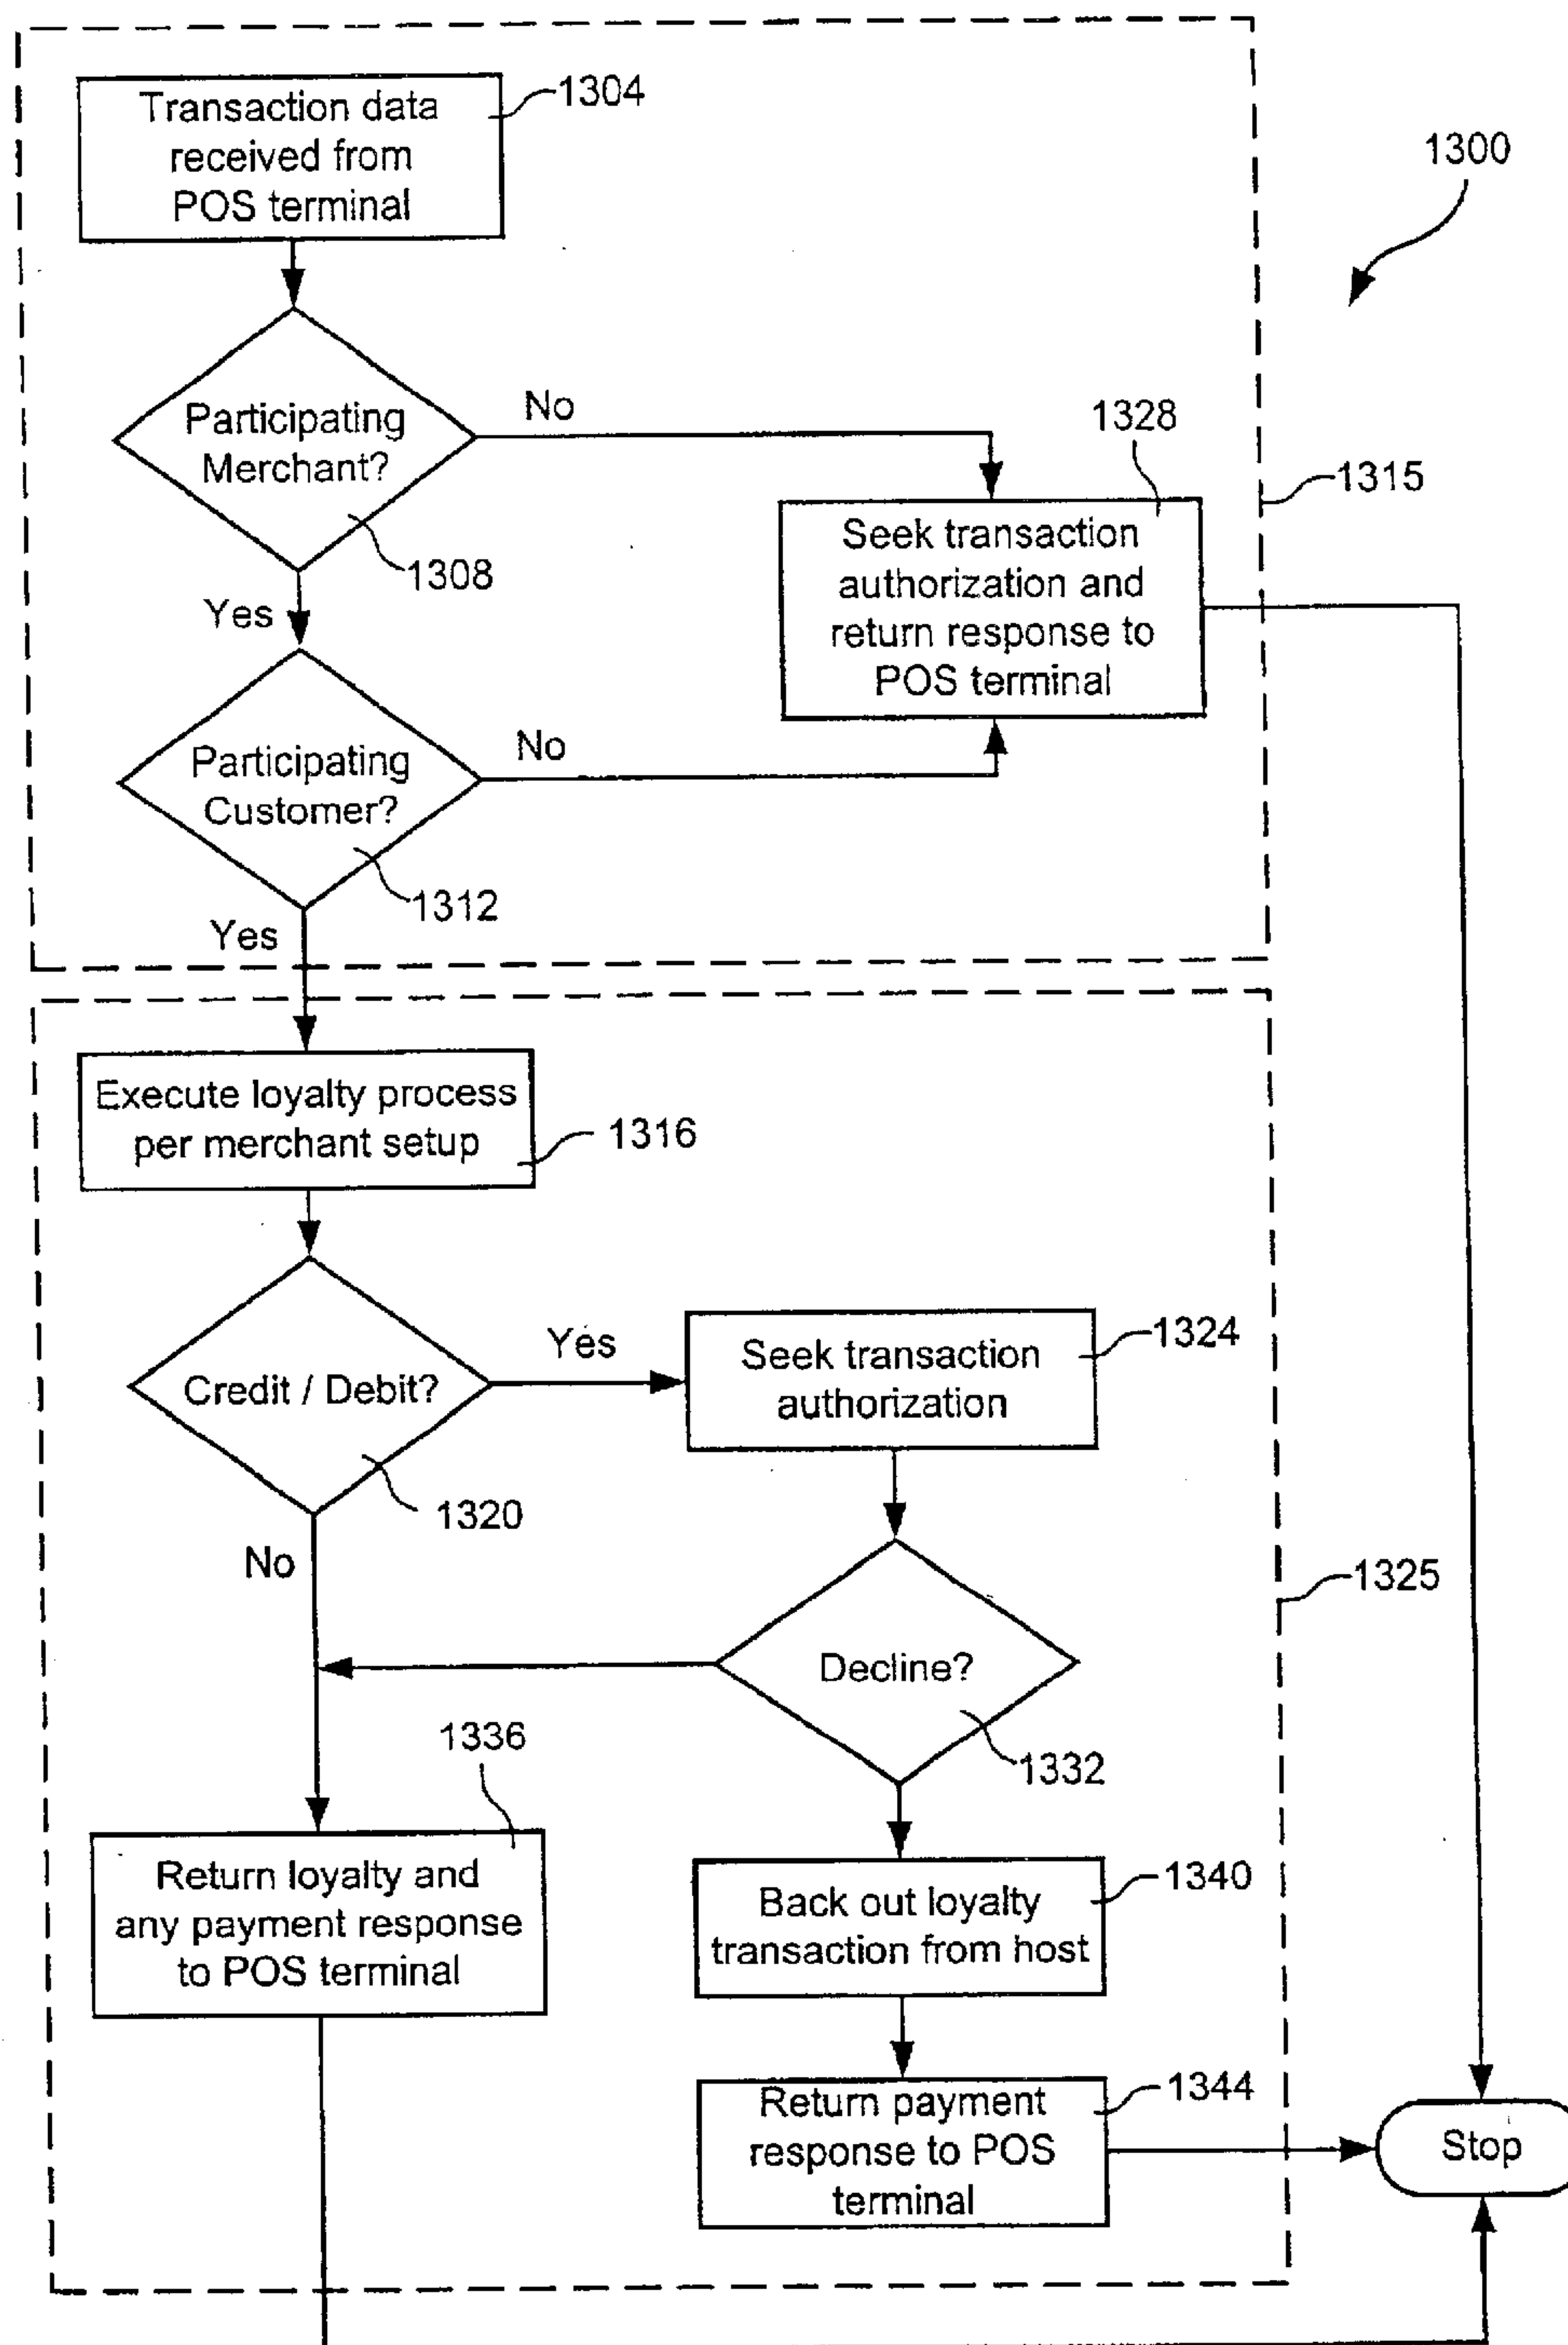 Transaction data
received from
POS terminal
1304
1300
Participating
Merchant?
No
1308
Yes
1328
Seek transaction
authorization and
return response to
POS terminal
1315
Participating
Customer?
No
1312
Yes
Execute loyalty process
per merchant setup
1316
Credit / Debit?
Yes
1320
No
Seek transaction
authorization
1324
1325
Decline?
1332
1336
Return loyalty and
any payment response
to POS terminal
Back out loyalty
transaction from host
1340
Return payment
response to POS
terminal
1344
Stop